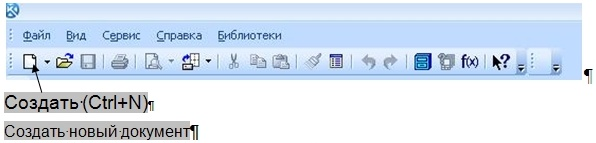 Файл Вид Сервис Справка Библиотеки
f(x) ?
¶
Создать·(Ctrl+N)¶
Создать·новый·документ¶